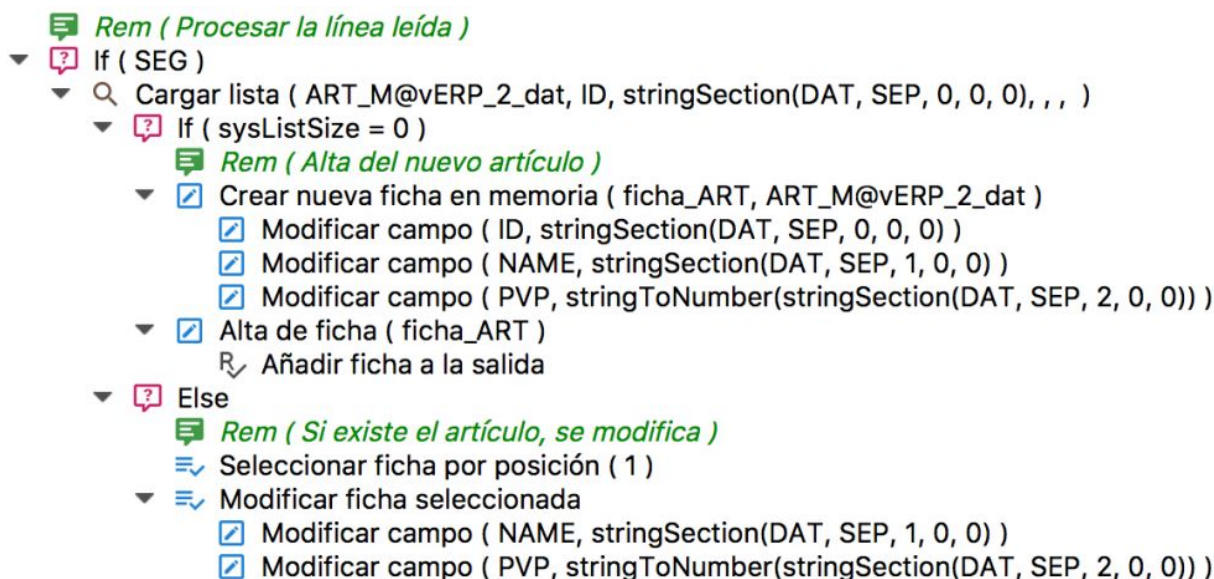 Rem ( Procesar la línea leída )
If ( SEG )
Cargar lista ( ART_M@vERP_2_dat, ID, stringSection(DAT, SEP, 0, 0, 0), , , )
If ( sysListSize = 0 )
Rem ( Alta del nuevo artículo )
Crear nueva ficha en memoria ( ficha_ART, ART_M@vERP_2_dat )
Modificar campo ( ID, stringSection(DAT, SEP, 0, 0, 0) )
Modificar campo ( NAME, stringSection(DAT, SEP, 1, 0, 0) )
Modificar campo ( PVP, stringToNumber(stringSection(DAT, SEP, 2, 0, 0)) )
Alta de ficha ( ficha_ART )
Añadir ficha a la salida
Else
Rem ( Si existe el artículo, se modifica )
Seleccionar ficha por posición ( 1 )
Modificar ficha seleccionada
Modificar campo ( NAME, stringSection(DAT, SEP, 1, 0, 0) )
Modificar campo ( PVP, stringToNumber(stringSection(DAT, SEP, 2, 0, 0)) )